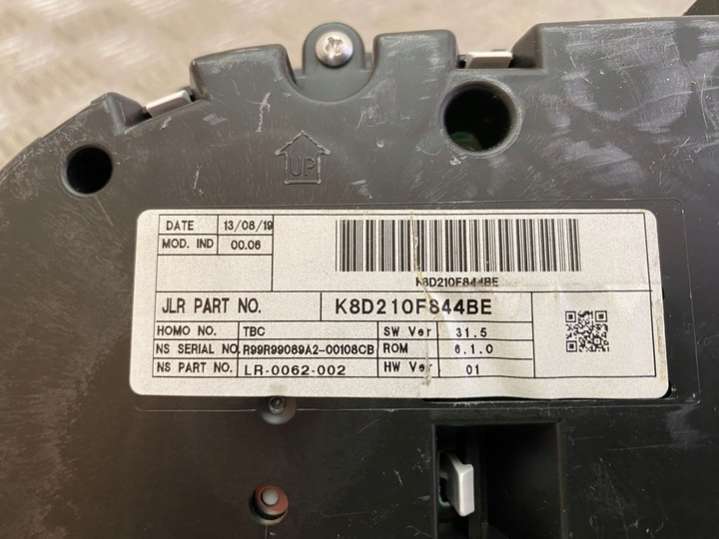 UP
DATE 13/08/19
MOD. IND 00.06
K8D210F844BE
JLR PART NO. K8D210F844BE
HOMO NO. TBC SW Ver 31.5
NS SERIAL NO. R99R99089A2-00108CB ROM 6.1.0
NS PART NO. LR-0062-002 HW Ver 01